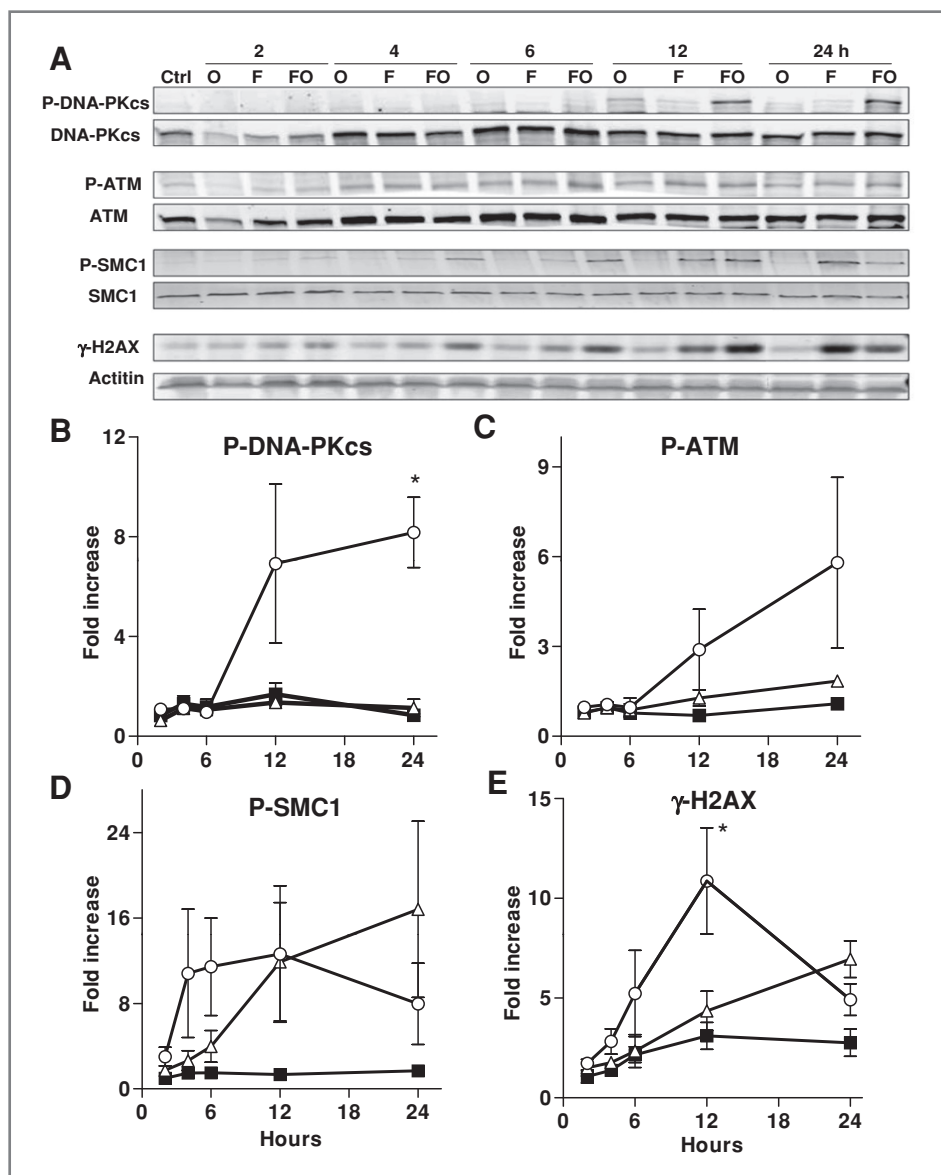 A
2 4 6 12 24 h
Ctrl O F FO O F FO O F FO O F FO O F FO
P-DNA-PKcs
DNA-PKcs
P-ATM
ATM
P-SMC1
SMC1
γ-H2AX
Actitin
B
P-DNA-PKcs
12
8
4
0
Fold increase
*
0 6 12 18 24
C
P-ATM
9
6
3
0
Fold increase
0 6 12 18 24
D
P-SMC1
24
16
8
0
Fold increase
0 6 12 18 24
Hours
E
γ-H2AX
15
10
5
0
Fold increase
*
0 6 12 18 24
Hours